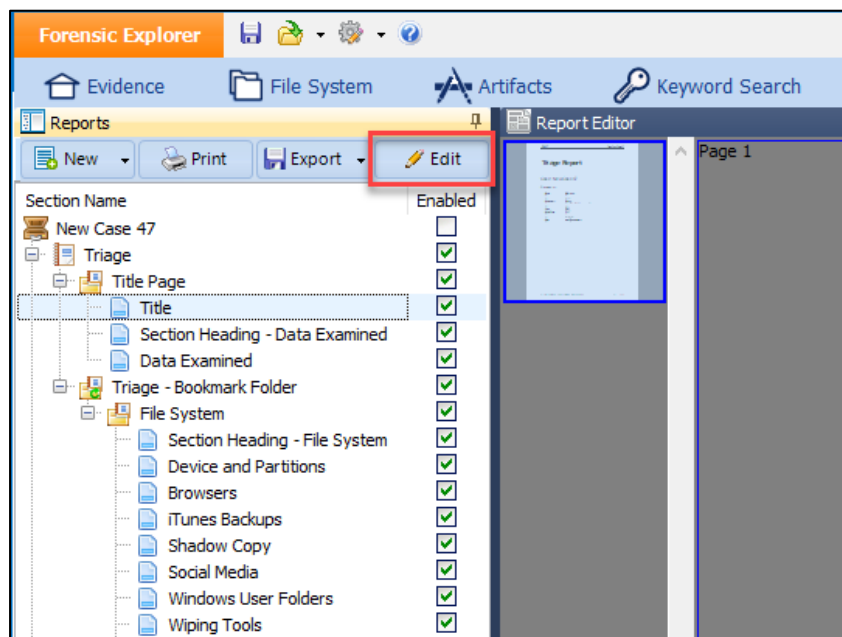 Forensic Explorer
Evidence File System Artifacts Keyword Search
Reports Report Editor
New Print Export Edit
Section Name Enabled
Page 1
Triage Report
New Case 47
Triage
Title Page
Title
Section Heading - Data Examined
Data Examined
Triage - Bookmark Folder
File System
Section Heading - File System
Device and Partitions
Browsers
iTunes Backups
Shadow Copy
Social Media
Windows User Folders
Wiping Tools